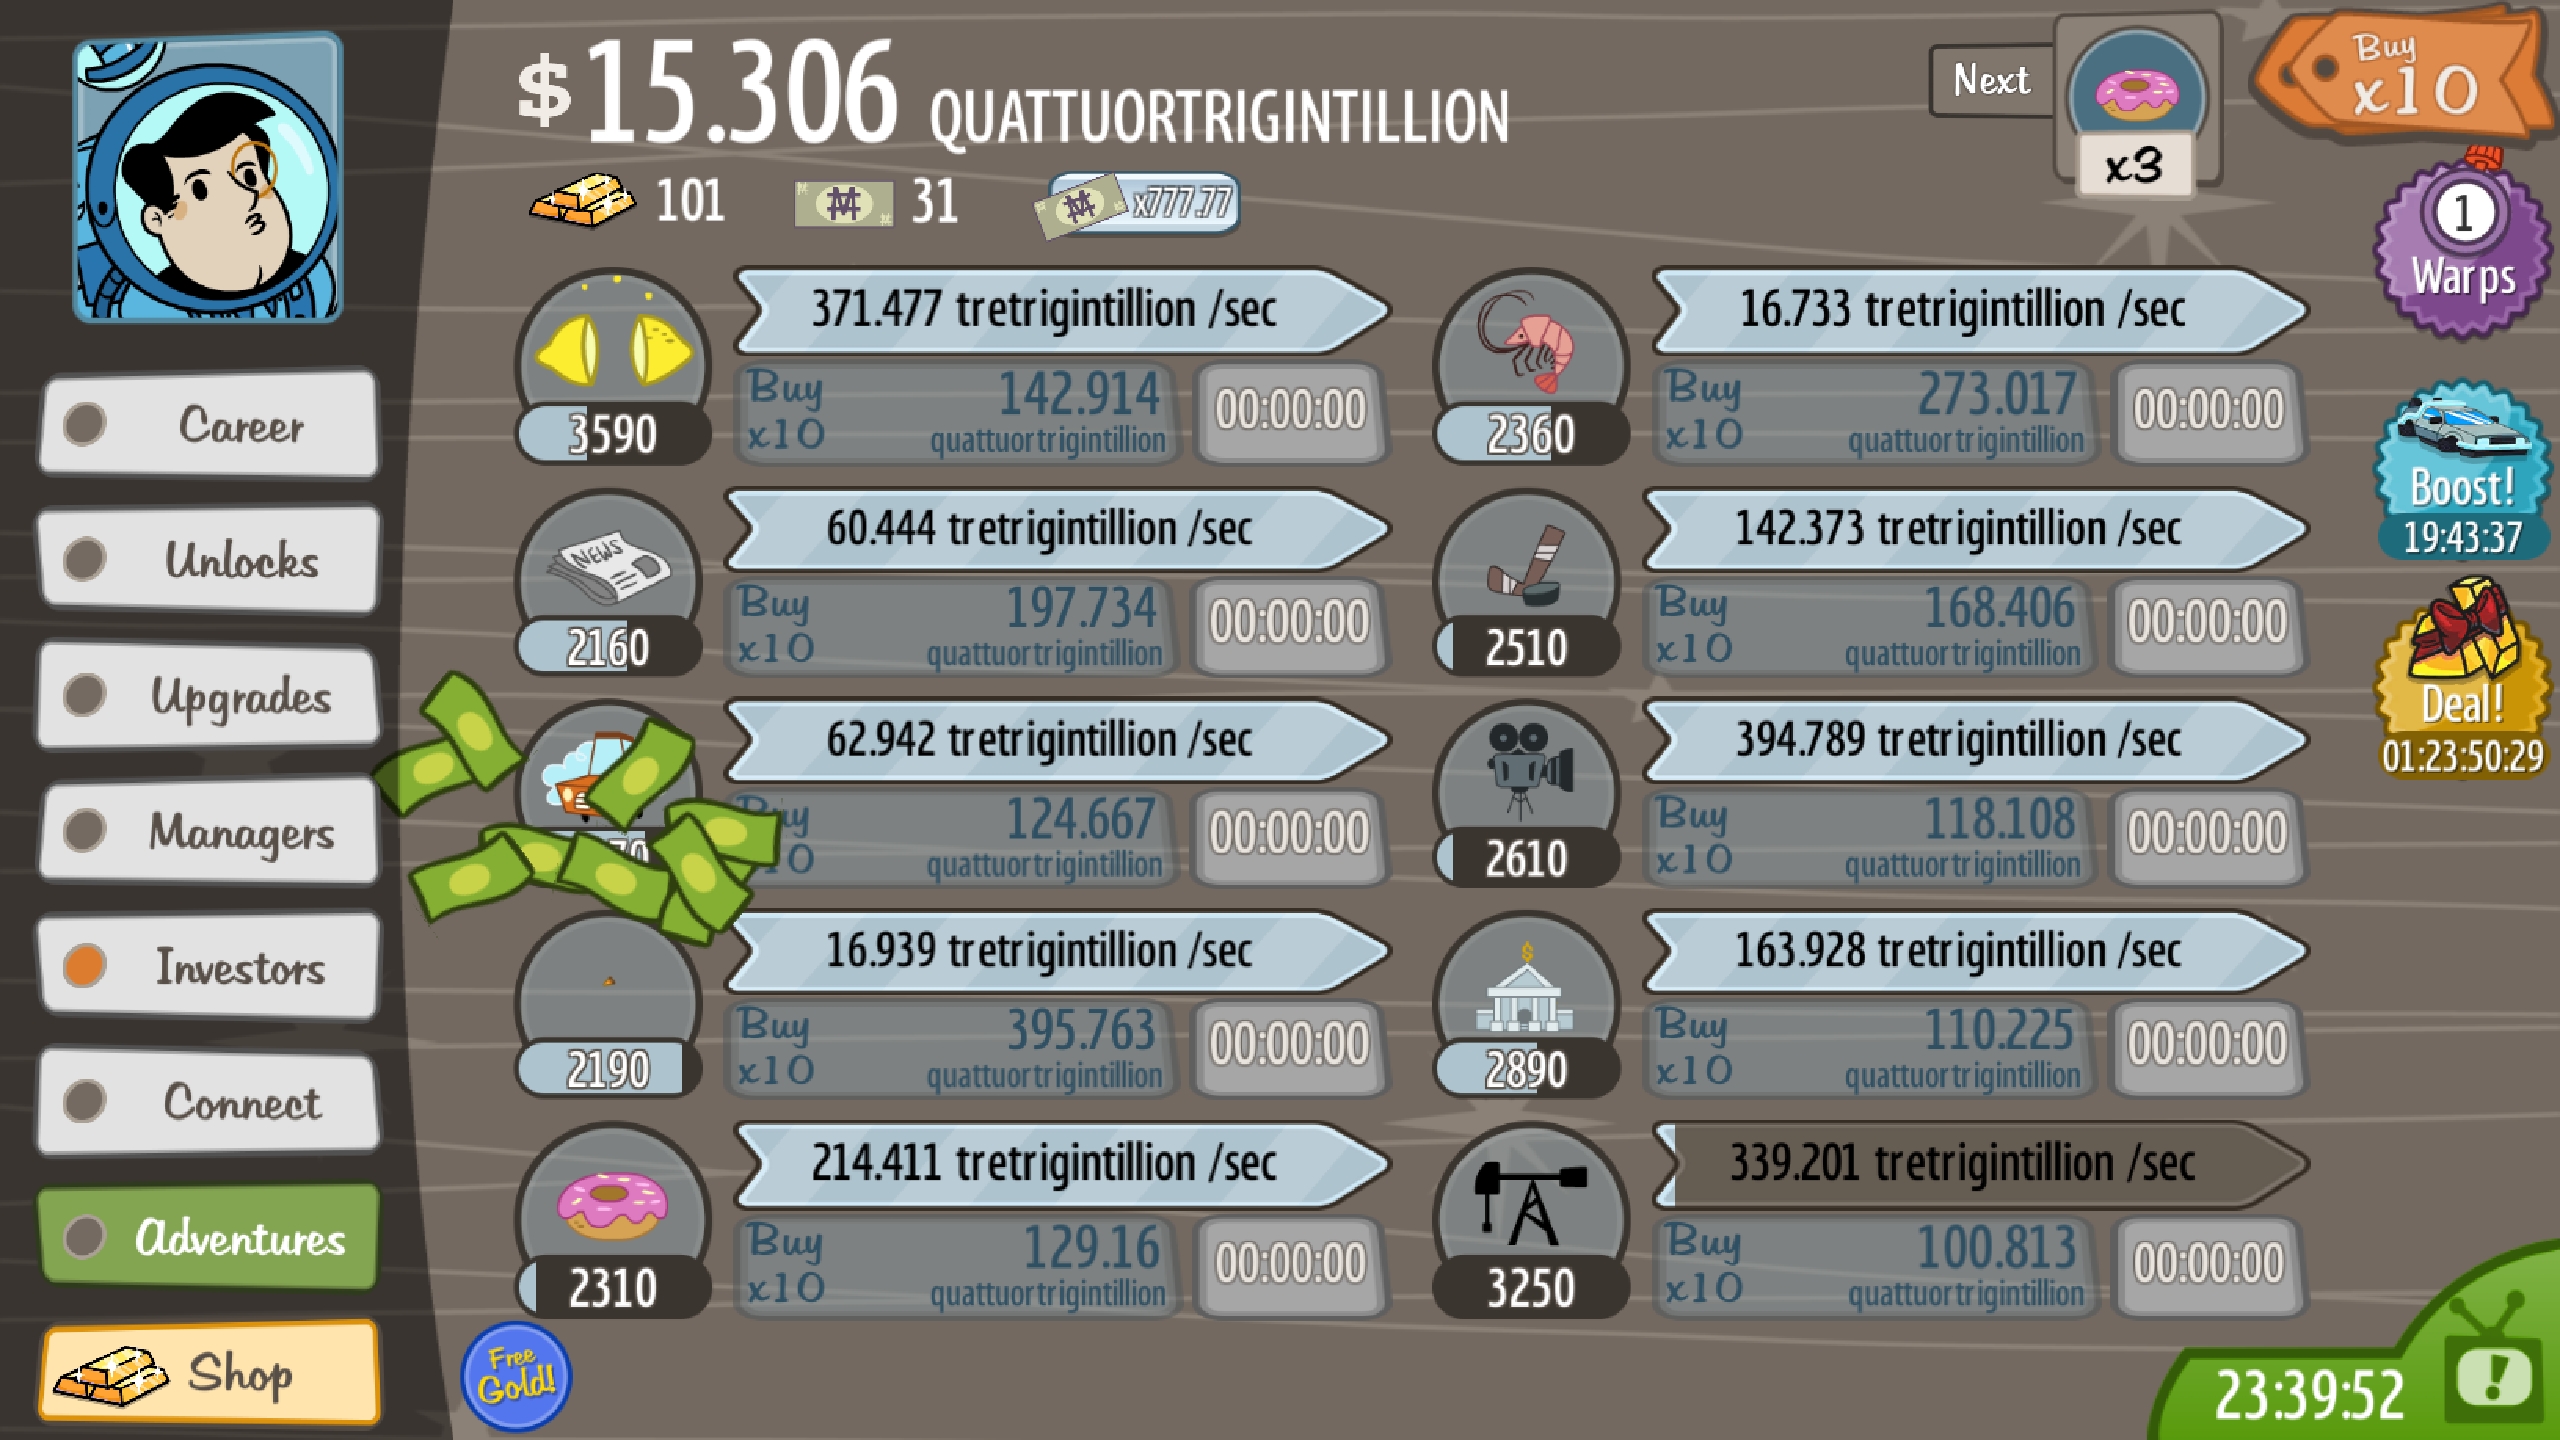 $15.306 QUATTUORTRIGINTILLION
Next
x3
Buy
x10
101
31
x777.77
1
Warps
Boost!
19:43:37
Deal!
01:23:50:29
Career
Unlocks
Upgrades
Managers
Investors
Connect
Adventures
Shop
371.477 tretrigintillion /sec
3590
Buy
x10
142.914
quattuortrigintillion
00:00:00
16.733 tretrigintillion /sec
2360
Buy
x10
273.017
quattuortrigintillion
00:00:00
NEWS
60.444 tretrigintillion /sec
2160
Buy
x10
197.734
quattuortrigintillion
00:00:00
142.373 tretrigintillion /sec
2510
Buy
x10
168.406
quattuortrigintillion
00:00:00
62.942 tretrigintillion /sec
124.667
quattuortrigintillion
00:00:00
394.789 tretrigintillion /sec
2610
Buy
x10
118.108
quattuortrigintillion
00:00:00
16.939 tretrigintillion /sec
2190
Buy
x10
395.763
quattuortrigintillion
00:00:00
163.928 tretrigintillion /sec
2890
Buy
x10
110.225
quattuortrigintillion
00:00:00
214.411 tretrigintillion /sec
2310
Buy
x10
129.16
quattuortrigintillion
00:00:00
339.201 tretrigintillion /sec
3250
Buy
x10
100.813
quattuortrigintillion
00:00:00
Free
Gold!
23:39:52